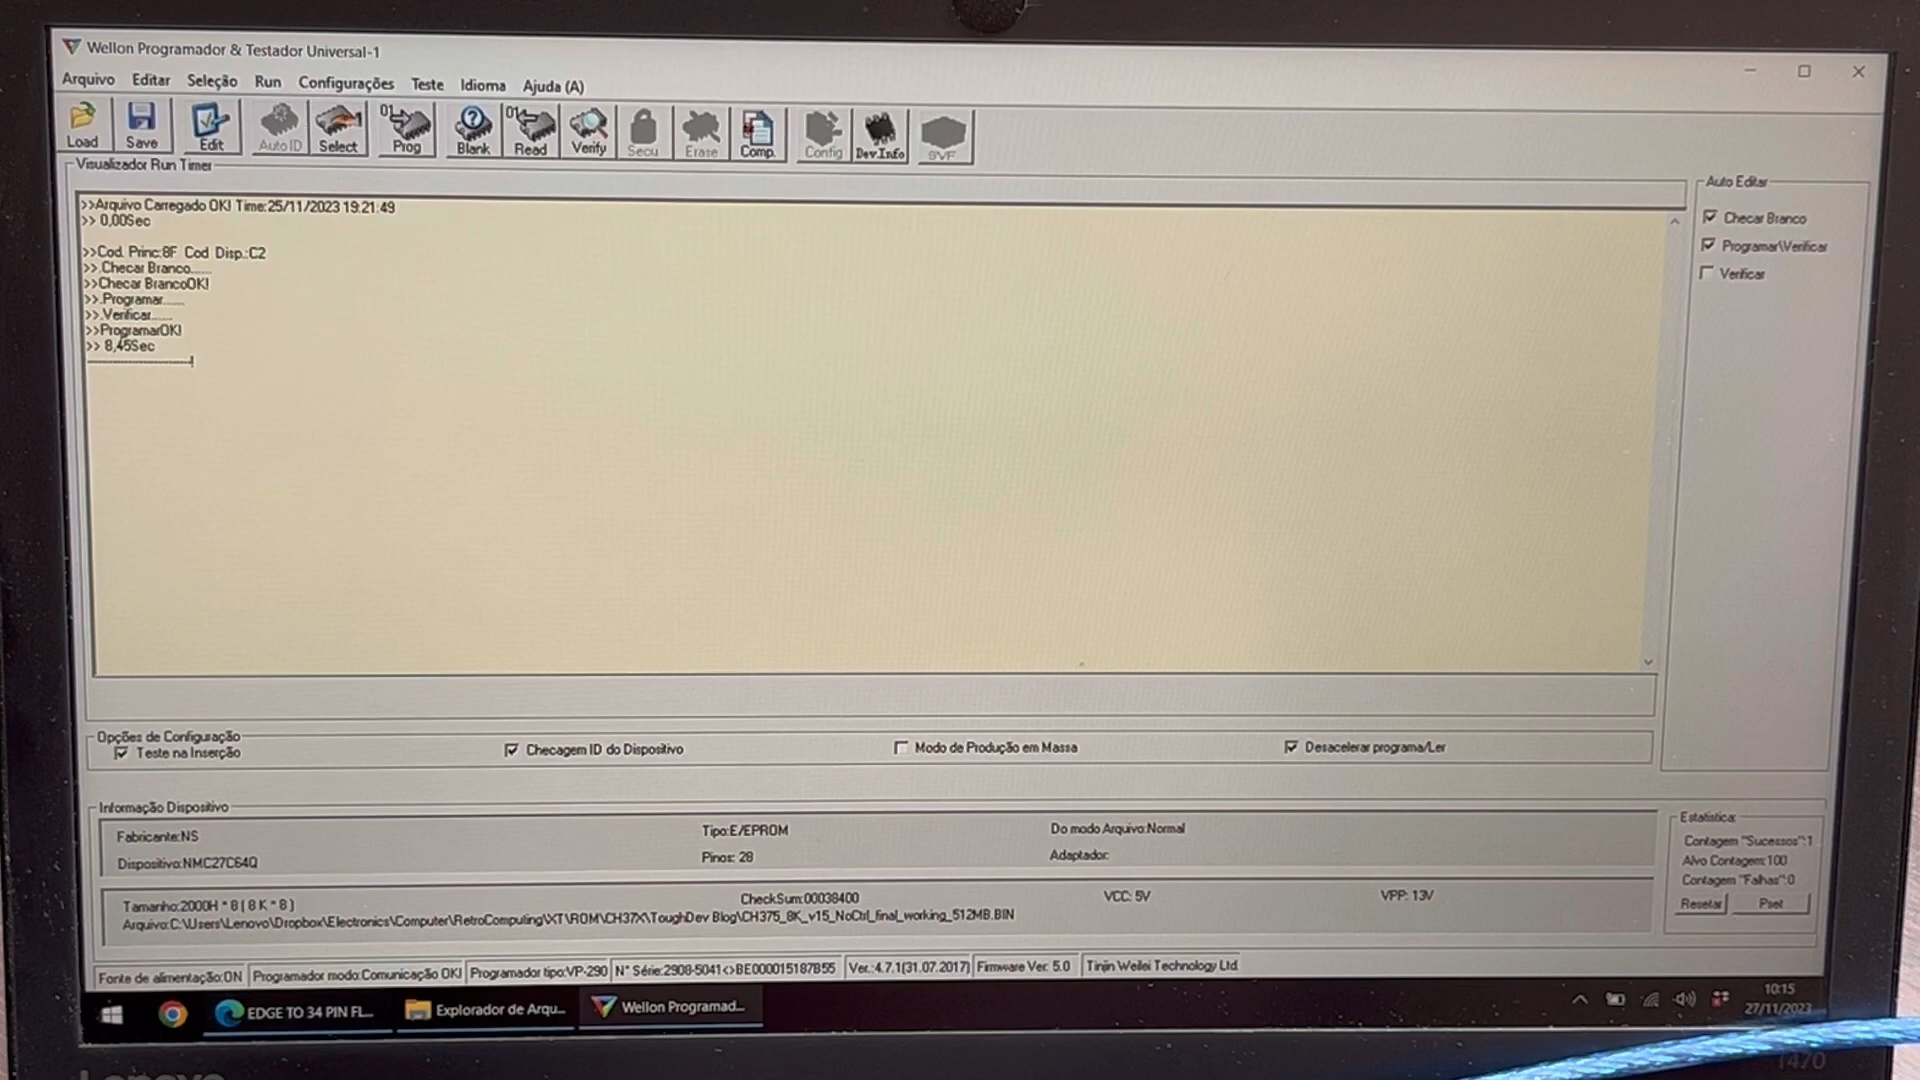 Wellon Programador & Testador Universal-1
Arquivo Editar Seleção Run Configurações Teste Idioma Ajuda (A)
Load Save Edit Auto ID Select Prog Blank Read Verify Secu Erase Comp. Config Dev.Info SVF
Visualizador Run Timer
>>Arquivo Carregado OK! Time:25/11/2023 19:21:49
>> 0,00Sec
>>Cod. Princ:8F Cod Disp.:C2
>>.Checar Branco......
>>Checar BrancoOK!
>>.Programar......
>>.Verificar......
>>ProgramarOK!
>> 8,45Sec
Auto Editar
Checar Branco
Programar\Verificar
Verificar
Opções de Configuração
Teste na Inserção
Checagem ID do Dispositivo
Modo de Produção em Massa
Desacelerar programa/Ler
Informação Dispositivo
Fabricante:NS
Tipo:E/EPROM
Do modo Arquivo:Normal
Dispositivo:NMC27C64Q
Pinos: 28
Adaptador:
Tamanho:2000H * 8 ( 8 K * 8 )
CheckSum:00038400
VCC: 5V
VPP: 13V
Arquivo:C:\Users\Lenovo\Dropbox\Electronics\Computer\RetroComputing\XT\ROM\CH37X\ToughDev Blog\CH375_8K_v15_NoCtrl_final_working_512MB.BIN
Estatística:
Contagem "Sucessos":1
Alvo Contagem:100
Contagem "Falhas":0
Resetar Pset
Fonte de alimentação:ON Programador modo:Comunicação OK! Programador tipo:VP-290 N° Série:2908-5041<>BE000015187B55 Ver.:4.7.1(31.07.2017) Firmware Ver: 5.0 Tinjin Weilei Technology Ltd
EDGE TO 34 PIN FL... Explorador de Arqu... Wellon Programad...
10:15
27/11/2023
Lenovo
T470